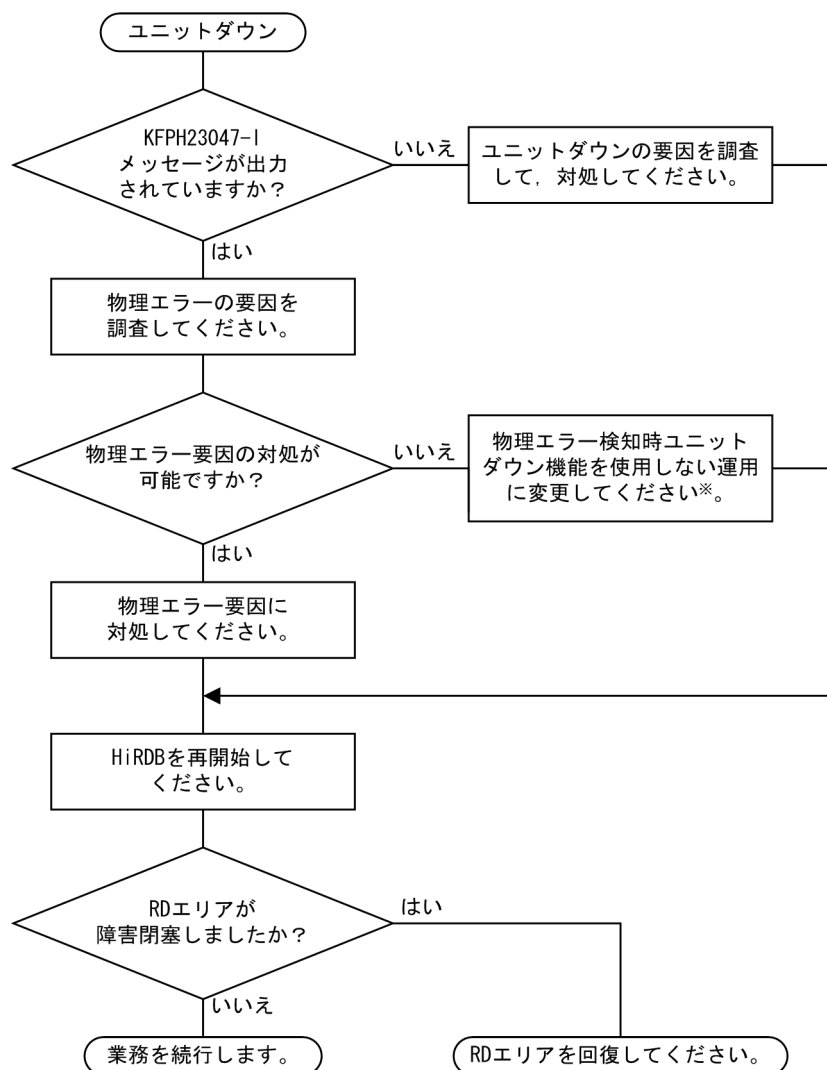 ユニットダウン
KFPH23047-I
メッセージが出力
されていますか？
いいえ
ユニットダウンの要因を調査
して，対処してください。
はい
物理エラーの要因を
調査してください。
物理エラー要因の対処が
可能ですか？
いいえ
物理エラー検知時ユニット
ダウン機能を使用しない運用
に変更してください※。
はい
物理エラー要因に
対処してください。
HiRDBを再開始して
ください。
RDエリアが
障害閉塞しましたか？
はい
いいえ
業務を続行します。
RDエリアを回復してください。